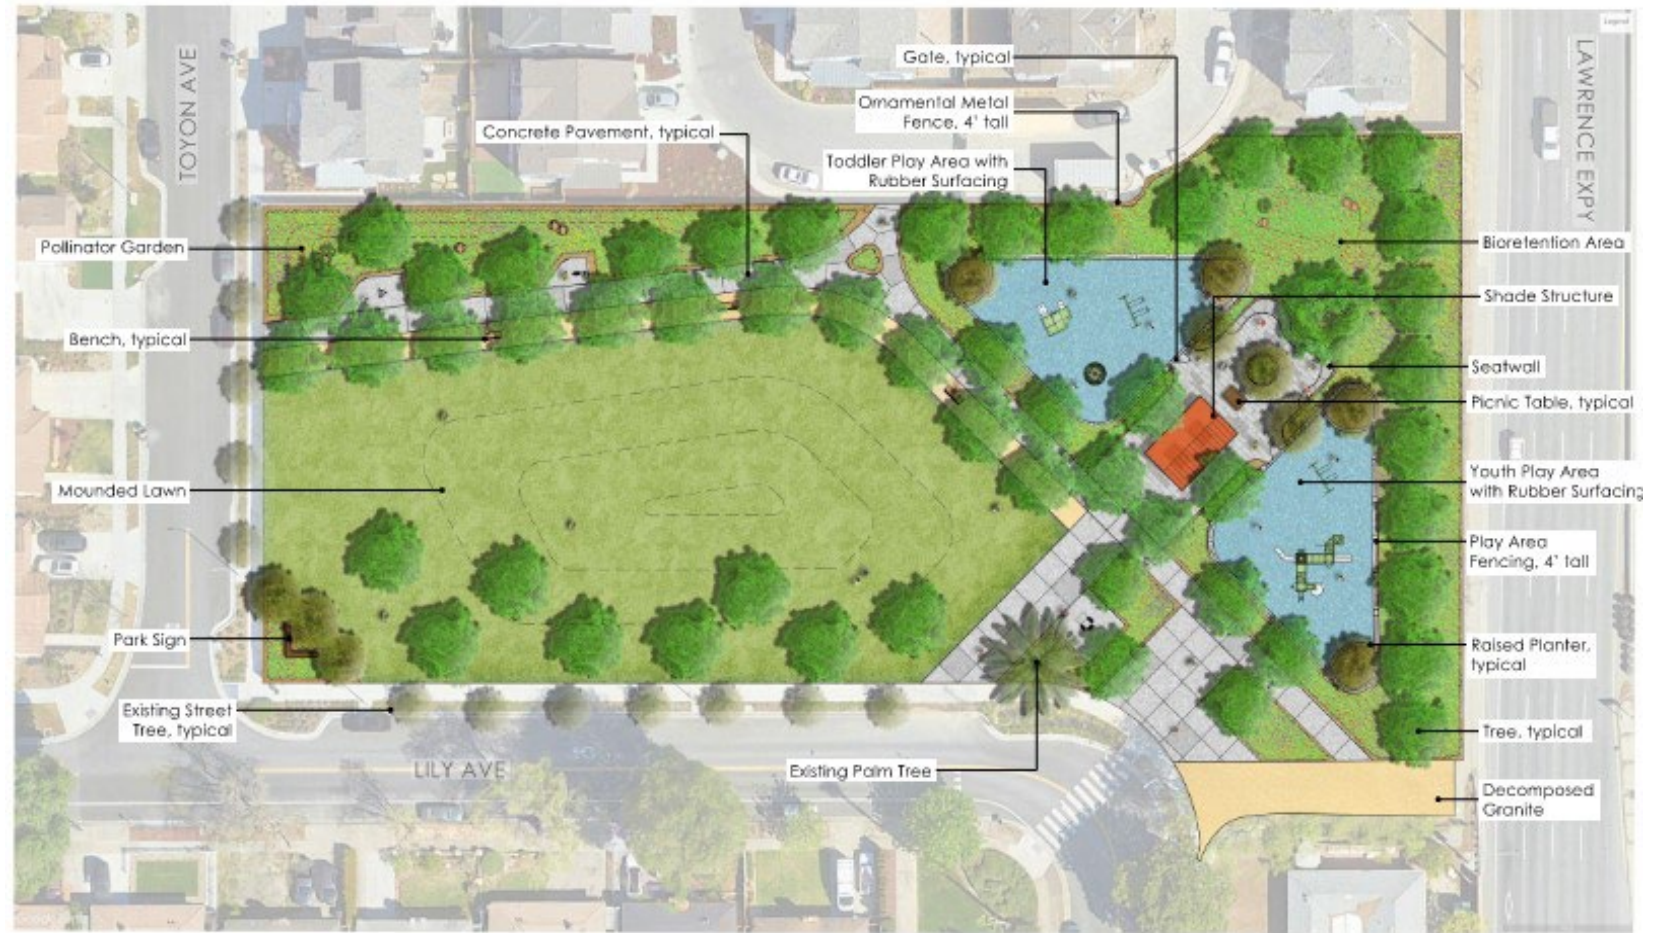 Legend
TOYON AVE
LAWRENCE EXPY
Gate, typical
Ornamental Metal
Fence, 4' tall
Concrete Pavement, typical
Toddler Play Area with
Rubber Surfacing
Pollinator Garden
Bioretention Area
Shade Structure
Bench, typical
Seatwall
Picnic Table, typical
Mounded Lawn
Youth Play Area
with Rubber Surfacing
Play Area
Fencing, 4' tall
Park Sign
Raised Planter,
typical
Existing Street
Tree, typical
Tree, typical
LILY AVE
Existing Palm Tree
Decomposed
Granite